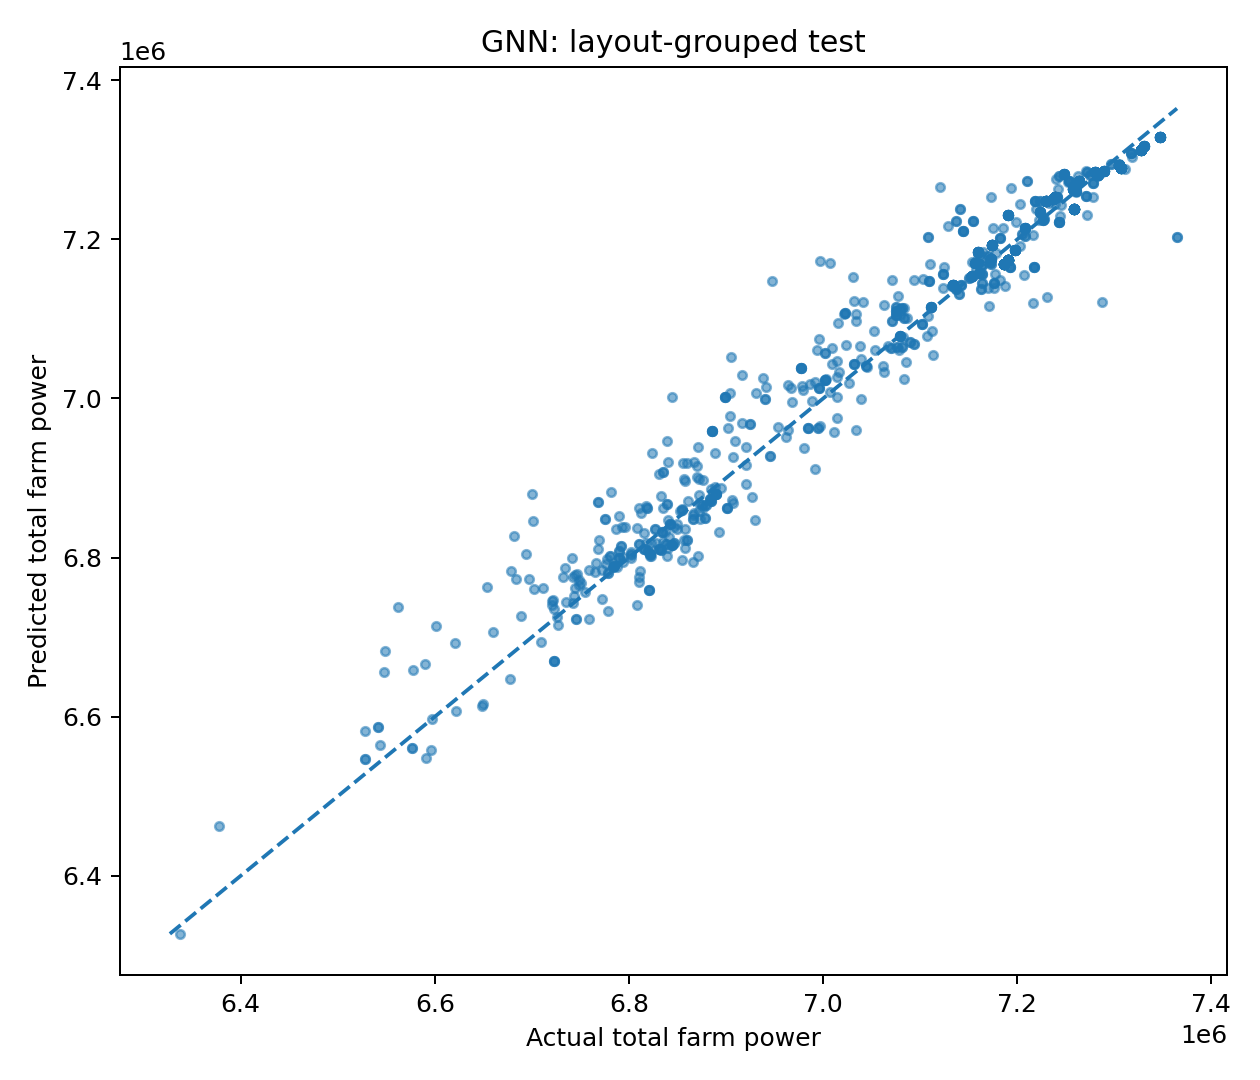 GNN: layout-grouped test
1e6
7.4
7.2
7.0
6.8
6.6
6.4
Predicted total farm power
6.4 6.6 6.8 7.0 7.2 7.4
1e6
Actual total farm power